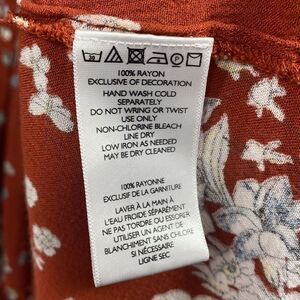 30
P
100% RAYON
EXCLUSIVE OF DECORATION
HAND WASH COLD
SEPARATELY
DO NOT WRING OR TWIST
USE ONLY
NON-CHLORINE BLEACH
LINE DRY
LOW IRON AS NEEDED
MAY BE DRY CLEANED
100% RAYONNE
EXCLUSIF DE LA GARNITURE
LAVER À LA MAIN À
L'EAU FROIDE SÉPARÉMENT
NE PAS TORDRE OU ESSORER
UTILISER UN AGENT DE
BLANCHIMENT SANS CHLORE
SI NÉCESSAIRE
LIGNE SEC